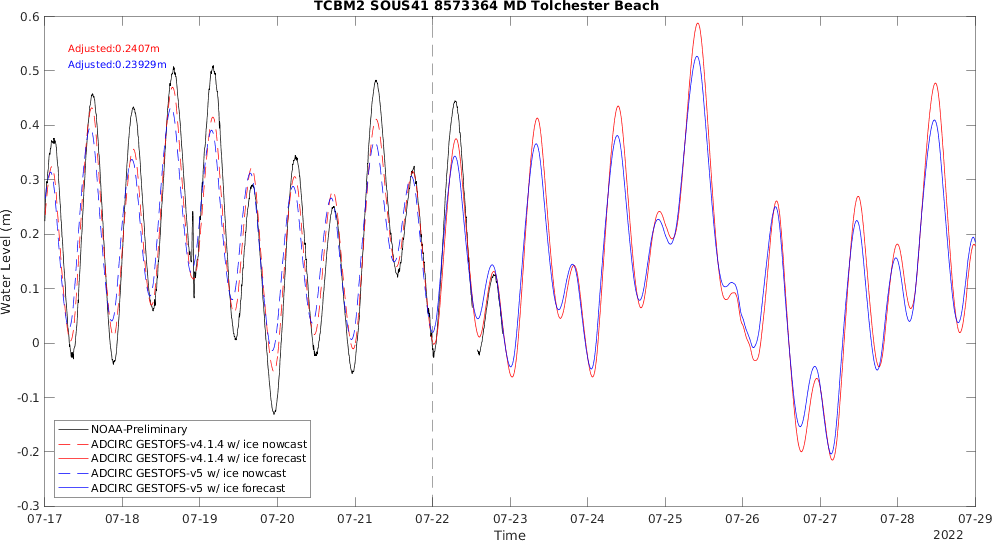 TCBM2 SOUS41 8573364 MD Tolchester Beach
Adjusted:0.2407m
Adjusted:0.23929m
Water Level (m)
0.6
0.5
0.4
0.3
0.2
0.1
0
-0.1
-0.2
-0.3
NOAA-Preliminary
ADCIRC GESTOFS-v4.1.4 w/ ice nowcast
ADCIRC GESTOFS-v4.1.4 w/ ice forecast
ADCIRC GESTOFS-v5 w/ ice nowcast
ADCIRC GESTOFS-v5 w/ ice forecast
07-17 07-18 07-19 07-20 07-21 07-22 07-23 07-24 07-25 07-26 07-27 07-28 07-29
Time
2022